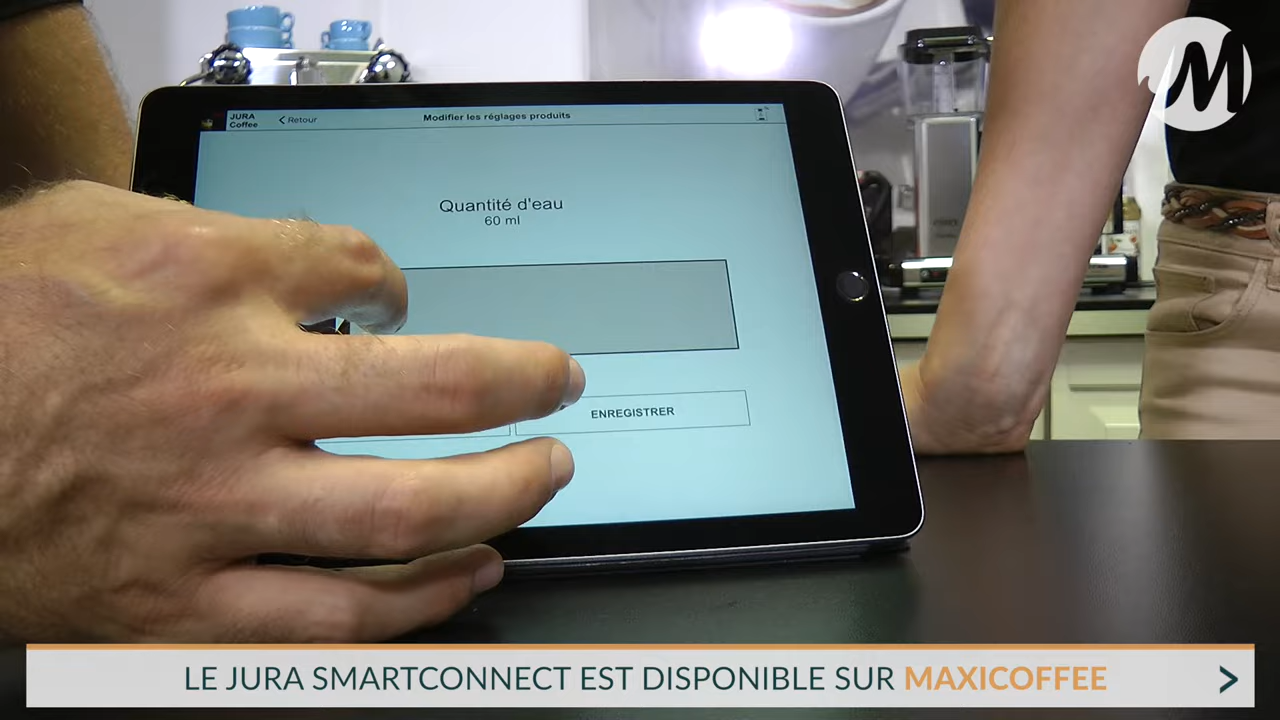 M
JURA
Coffee
Retour
Modifier les réglages produits
Quantité d'eau
60 ml
ENREGISTRER
LE JURA SMARTCONNECT EST DISPONIBLE SUR MAXICOFFEE